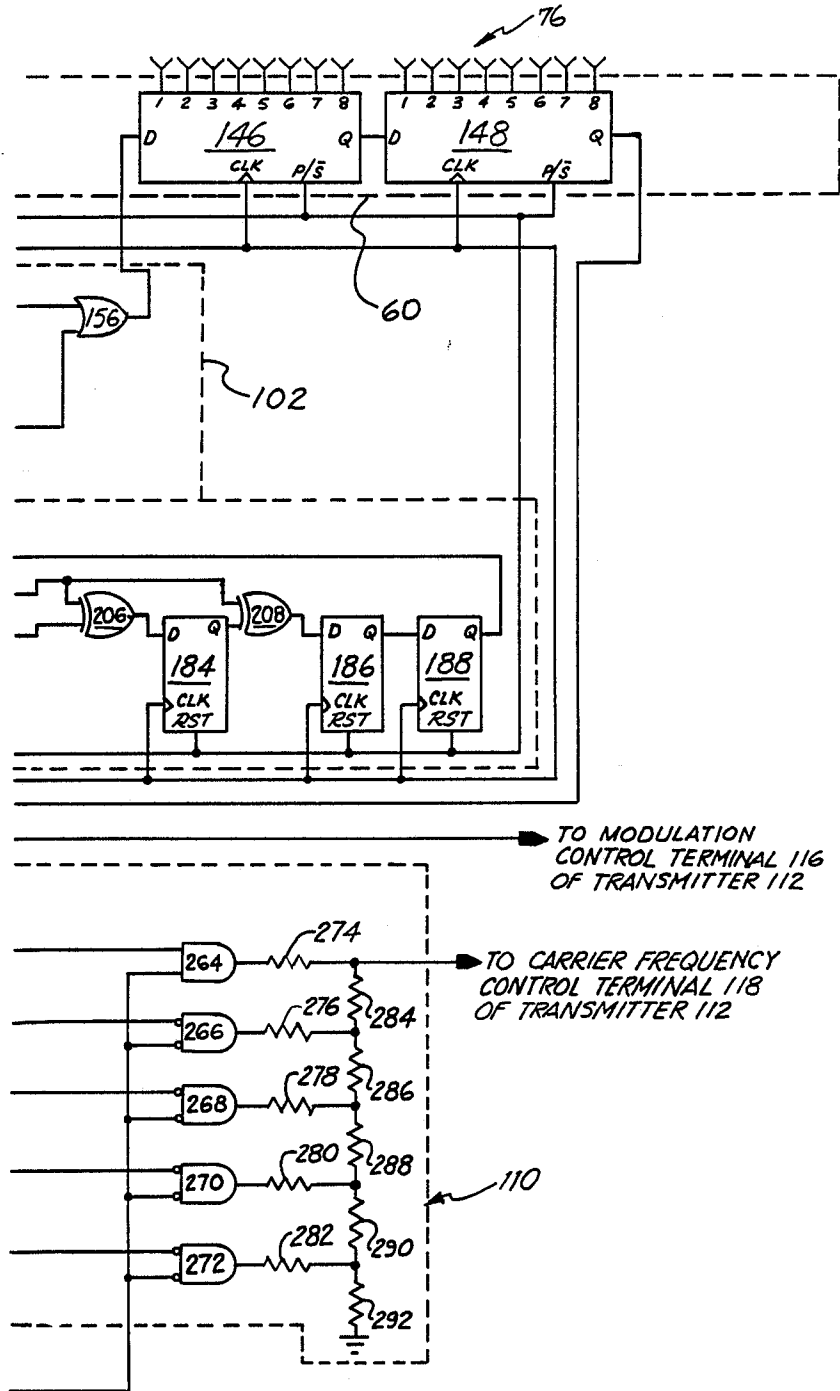 76
1 2 3 4 5 6 7 8 1 2 3 4 5 6 7 8
D 146 Q D 148 Q
CLK P/S̅ CLK P/S̅
60
156
102
206 208
D Q D Q D Q
184 186 188
CLK CLK CLK
RST RST RST
TO MODULATION
CONTROL TERMINAL 116
OF TRANSMITTER 112
274
264
TO CARRIER FREQUENCY
CONTROL TERMINAL 118
OF TRANSMITTER 112
284
276
266
286
278
268
288
280
270
110
290
282
272
292